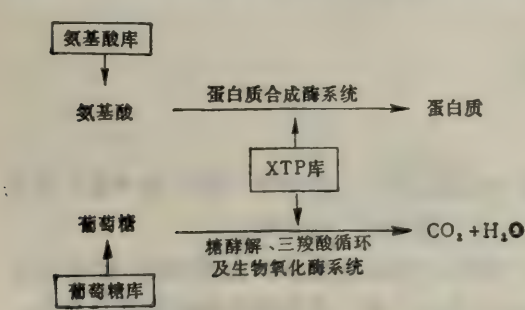 氨基酸库
氨基酸
蛋白质合成酶系统
蛋白质
XTP库
葡萄糖
糖酵解、三羧酸循环
及生物氧化酶系统
CO₂+H₂O
葡萄糖库